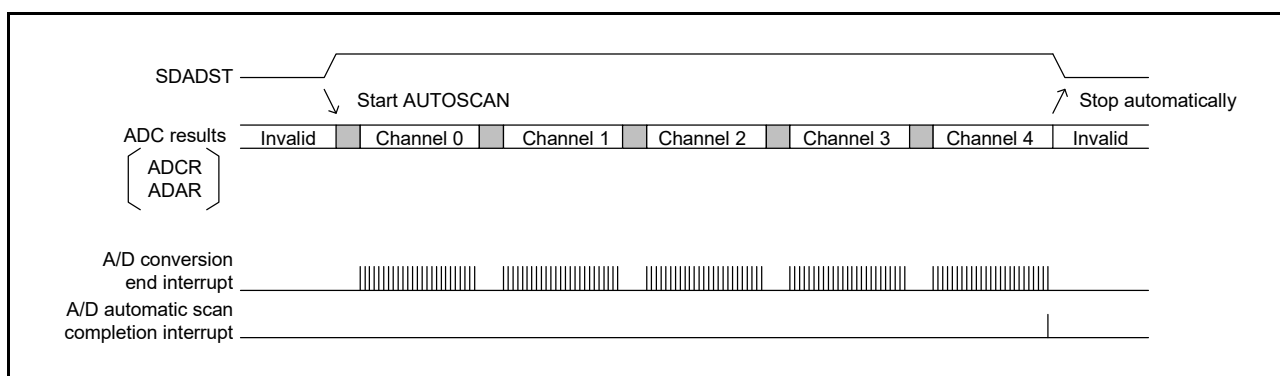 SDADST
Start AUTOSCAN
Stop automatically
ADC results
Invalid
Channel 0
Channel 1
Channel 2
Channel 3
Channel 4
Invalid
ADCR
ADAR
A/D conversion
end interrupt
A/D automatic scan
completion interrupt